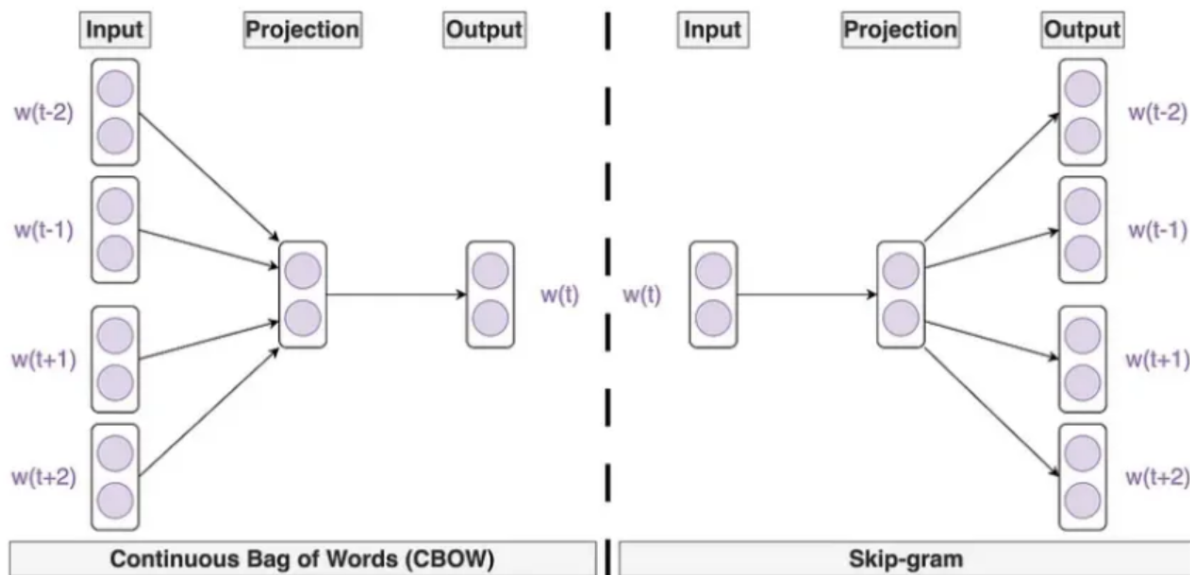 Input Projection Output
w(t-2)
w(t-1)
w(t+1)
w(t+2)
w(t)
Continuous Bag of Words (CBOW)
Input Projection Output
w(t)
w(t-2)
w(t-1)
w(t+1)
w(t+2)
Skip-gram